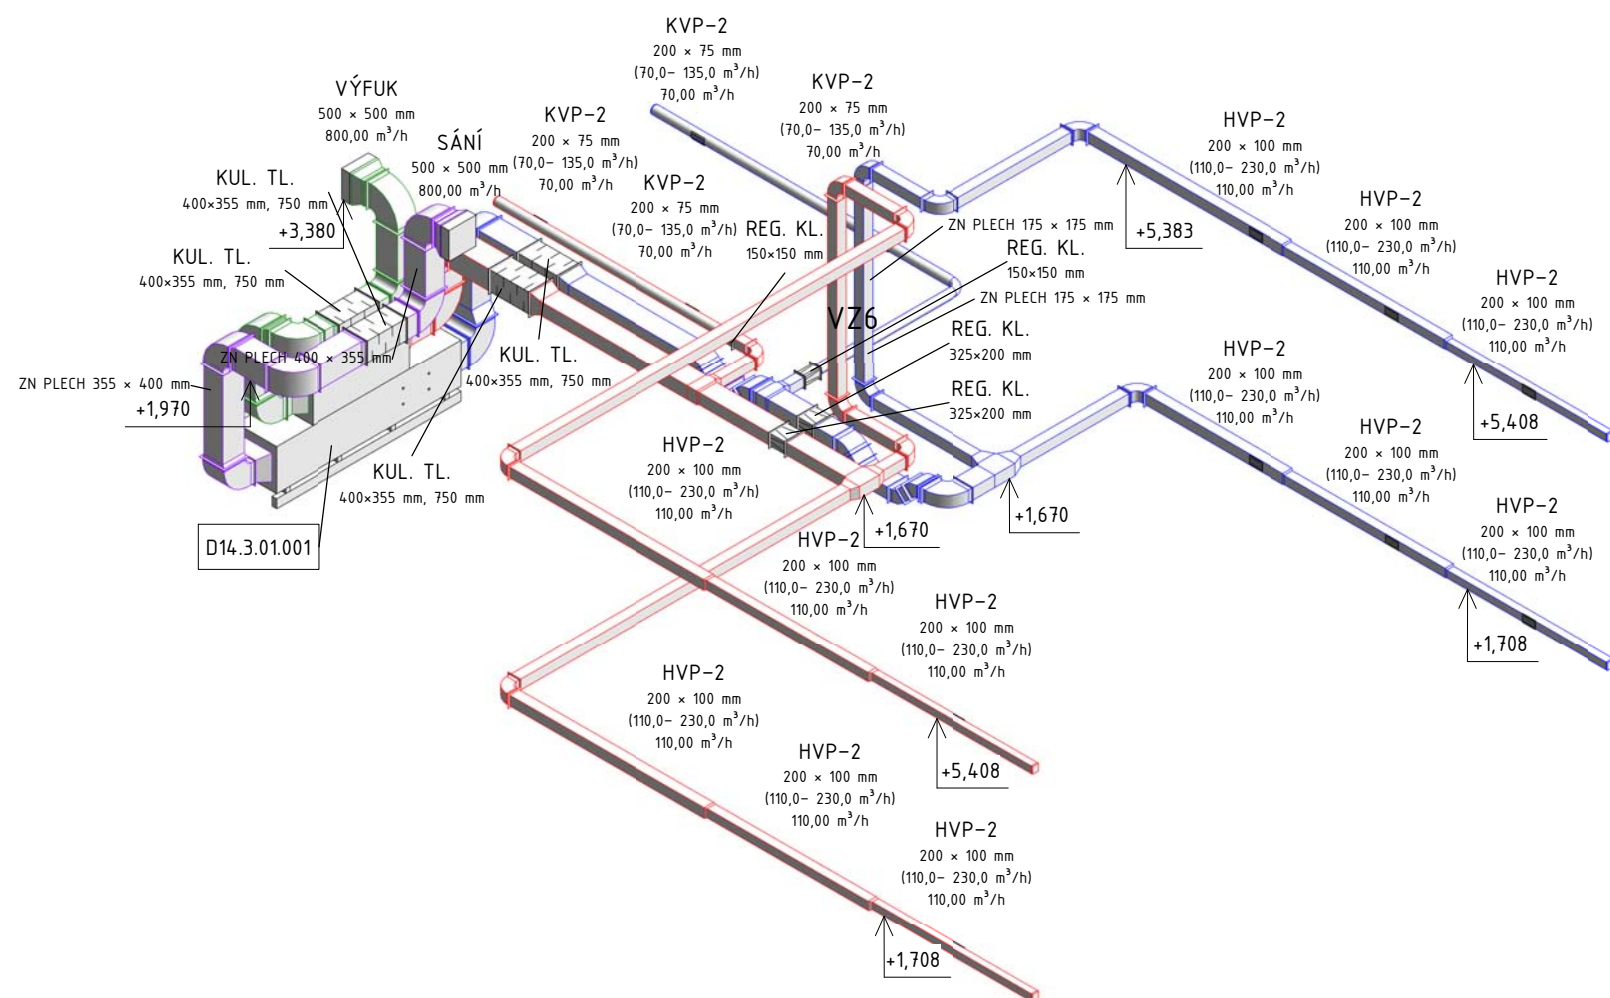 KVP-2
200 × 75 mm
(70,0- 135,0 m³/h)
70,00 m³/h
KVP-2
200 × 75 mm
(70,0- 135,0 m³/h)
70,00 m³/h
VÝFUK
500 × 500 mm
800,00 m³/h
KVP-2
200 × 75 mm
(70,0- 135,0 m³/h)
70,00 m³/h
SÁNÍ
500 × 500 mm
800,00 m³/h
KVP-2
200 × 75 mm
(70,0- 135,0 m³/h)
70,00 m³/h
HVP-2
200 × 100 mm
(110,0- 230,0 m³/h)
110,00 m³/h
HVP-2
200 × 100 mm
(110,0- 230,0 m³/h)
110,00 m³/h
HVP-2
200 × 100 mm
(110,0- 230,0 m³/h)
110,00 m³/h
KUL. TL.
400×355 mm, 750 mm
+3,380
KUL. TL.
400×355 mm, 750 mm
REG. KL.
150×150 mm
ZN PLECH 175 × 175 mm
+5,383
REG. KL.
150×150 mm
ZN PLECH 175 × 175 mm
VZ6
REG. KL.
325×200 mm
REG. KL.
325×200 mm
KUL. TL.
400×355 mm, 750 mm
ZN PLECH 400 × 355 mm
ZN PLECH 355 × 400 mm
+1,970
+5,408
KUL. TL.
400×355 mm, 750 mm
D14.3.01.001
HVP-2
200 × 100 mm
(110,0- 230,0 m³/h)
110,00 m³/h
HVP-2
200 × 100 mm
(110,0- 230,0 m³/h)
110,00 m³/h
HVP-2
200 × 100 mm
(110,0- 230,0 m³/h)
110,00 m³/h
HVP-2
200 × 100 mm
(110,0- 230,0 m³/h)
110,00 m³/h
+1,670
+1,670
HVP-2
200 × 100 mm
(110,0- 230,0 m³/h)
110,00 m³/h
HVP-2
200 × 100 mm
(110,0- 230,0 m³/h)
110,00 m³/h
+1,708
HVP-2
200 × 100 mm
(110,0- 230,0 m³/h)
110,00 m³/h
+5,408
HVP-2
200 × 100 mm
(110,0- 230,0 m³/h)
110,00 m³/h
HVP-2
200 × 100 mm
(110,0- 230,0 m³/h)
110,00 m³/h
+1,708